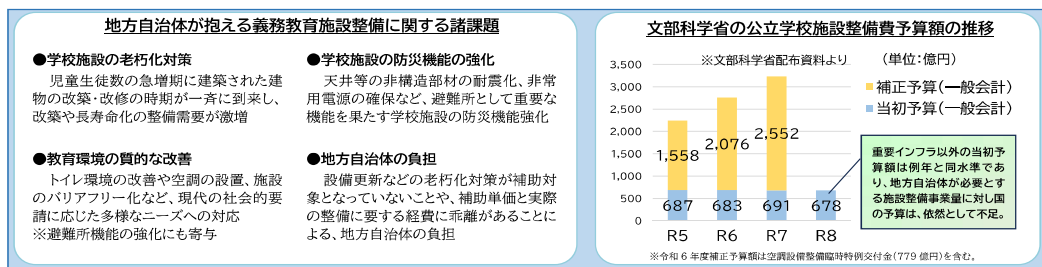 地方自治体が抱える義務教育施設整備に関する諸課題
●学校施設の老朽化対策
児童生徒数の急増期に建築された建
物の改築・改修の時期が一斉に到来し、
改築や長寿命化の整備需要が激増
●学校施設の防災機能の強化
天井等の非構造部材の耐震化、非常
用電源の確保など、避難所として重要な
機能を果たす学校施設の防災機能強化
●教育環境の質的な改善
トイレ環境の改善や空調の設置、施設
のバリアフリー化など、現代の社会的要
請に応じた多様なニーズへの対応
※避難所機能の強化にも寄与
●地方自治体の負担
設備更新などの老朽化対策が補助対
象となっていないことや、補助単価と実際
の整備に要する経費に乖離があることに
よる、地方自治体の負担
文部科学省の公立学校施設整備費予算額の推移
※文部科学省配布資料より
(単位:億円)
3,500
3,000
2,500
2,000
1,500
1,000
500
0
1,558
2,076
2,552
687
683
691
678
R5
R6
R7
R8
補正予算(一般会計)
当初予算(一般会計)
重要インフラ以外の当初予
算額は例年と同水準であ
り、地方自治体が必要とす
る施設整備事業量に対し国
の予算は、依然として不足。
※令和6年度補正予算額は空調設備整備臨時特例交付金(779億円)を含む。